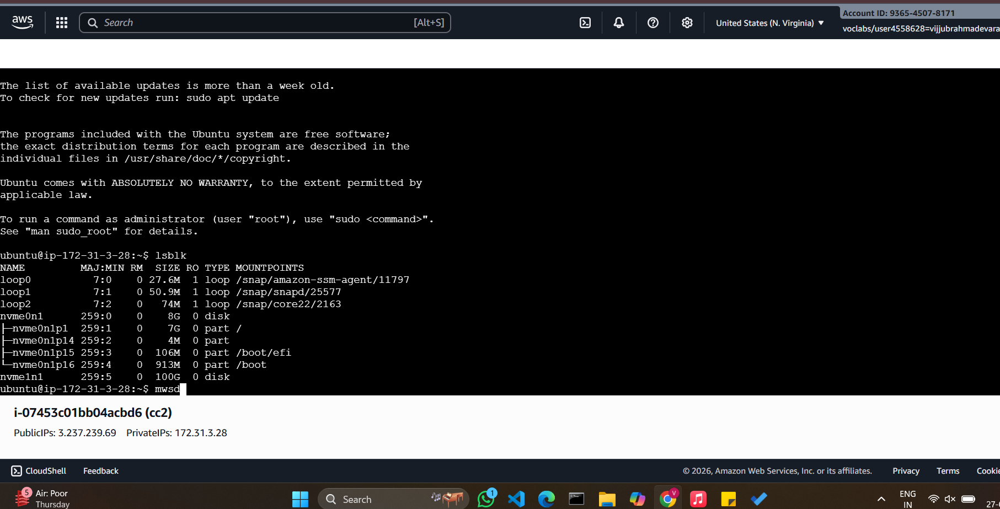 aws
Search [Alt+S]
United States (N. Virginia)
Account ID: 9365-4507-8171
voclabs/user4558628=vijjubrahmadevara
The list of available updates is more than a week old.
To check for new updates run: sudo apt update
The programs included with the Ubuntu system are free software;
the exact distribution terms for each program are described in the
individual files in /usr/share/doc/*/copyright.
Ubuntu comes with ABSOLUTELY NO WARRANTY, to the extent permitted by
applicable law.
To run a command as administrator (user "root"), use "sudo <command>".
See "man sudo_root" for details.
ubuntu@ip-172-31-3-28:~$ lsblk
NAME         MAJ:MIN RM   SIZE RO TYPE MOUNTPOINTS
loop0          7:0    0  27.6M  1 loop /snap/amazon-ssm-agent/11797
loop1          7:1    0  50.9M  1 loop /snap/snapd/25577
loop2          7:2    0    74M  1 loop /snap/core22/2163
nvme0n1      259:0    0     8G  0 disk
├─nvme0n1p1  259:1    0     7G  0 part /
├─nvme0n1p14 259:2    0     4M  0 part
├─nvme0n1p15 259:3    0   106M  0 part /boot/efi
└─nvme0n1p16 259:4    0   913M  0 part /boot
nvme1n1      259:5    0   100G  0 disk
ubuntu@ip-172-31-3-28:~$ mwsd
i-07453c01bb04acbd6 (cc2)
PublicIPs: 3.237.239.69 PrivateIPs: 172.31.3.28
CloudShell Feedback © 2026, Amazon Web Services, Inc. or its affiliates. Privacy Terms Cookie
5 Air: Poor
Thursday
Search
1
V
ENG
IN
27-